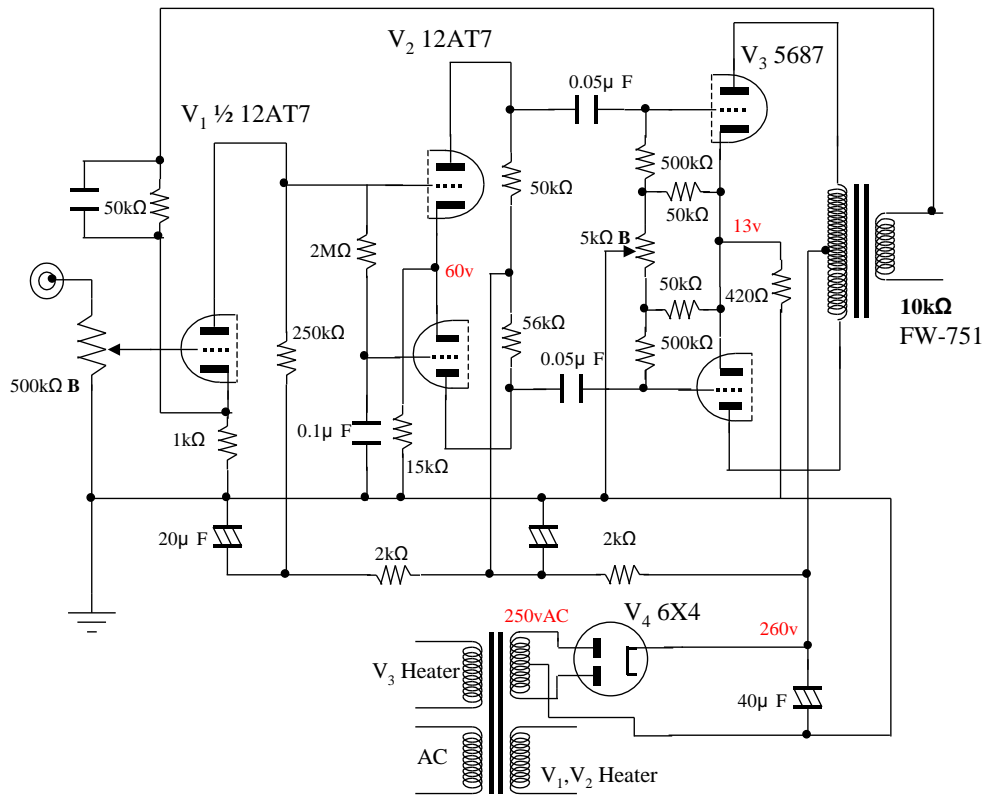 V2 12AT7
V3 5687
0.05μ F
V1 ½ 12AT7
50kΩ
50kΩ
500kΩ
50kΩ
2MΩ
60v
5kΩ B
13v
50kΩ
420Ω
10kΩ
FW-751
250kΩ
56kΩ
500kΩ
0.05μ F
500kΩ B
1kΩ
0.1μ F
15kΩ
20μ F
2kΩ
2kΩ
250vAC
V4 6X4
260v
V3 Heater
40μ F
AC
V1,V2 Heater